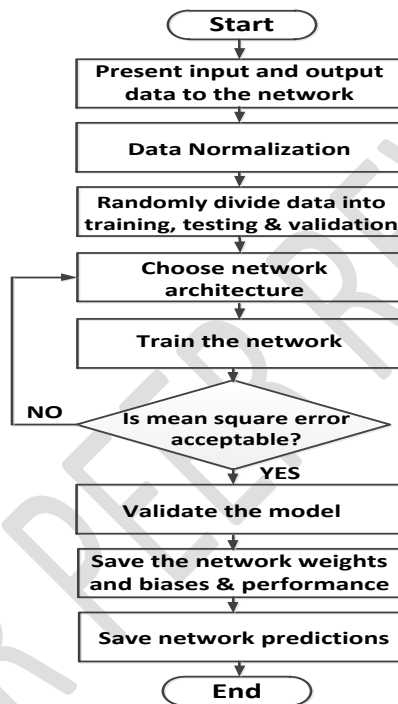 Start
Present input and output
data to the network
Data Normalization
Randomly divide data into
training, testing & validation
Choose network
architecture
Train the network
NO
Is mean square error
acceptable?
YES
Validate the model
Save the network weights
and biases & performance
Save network predictions
End
PEER RE